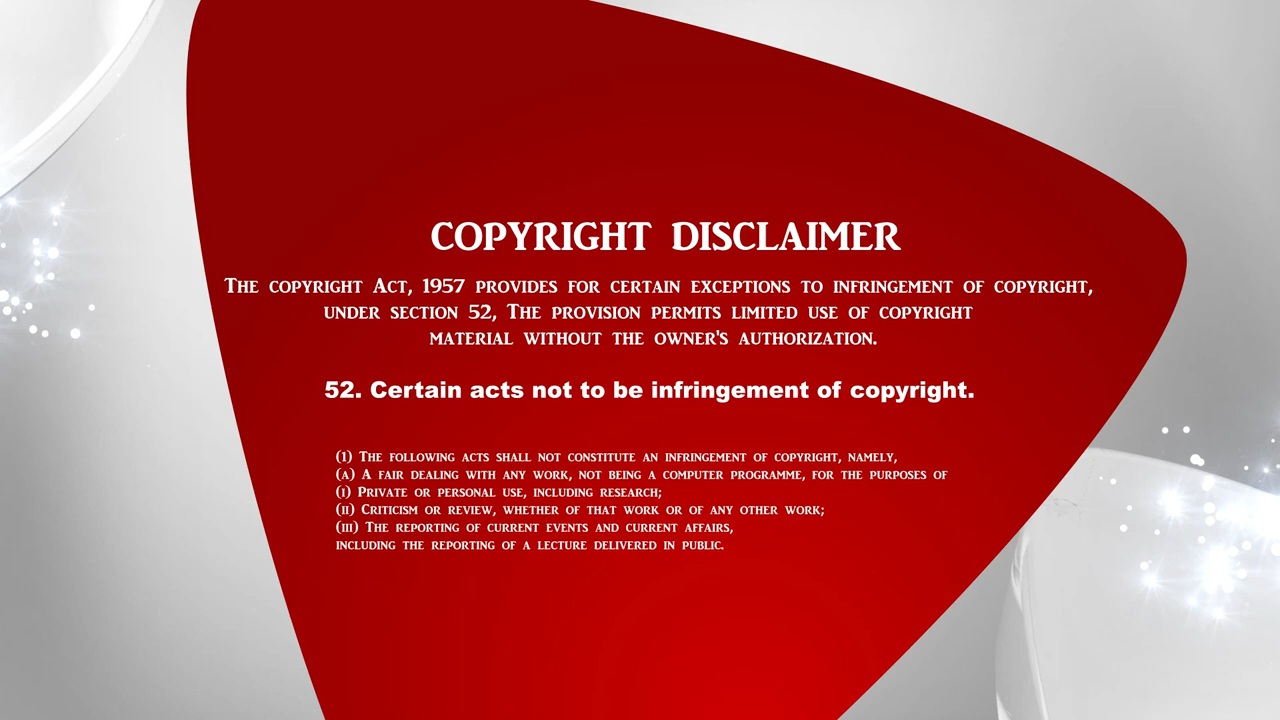 COPYRIGHT DISCLAIMER
The copyright Act, 1957 provides for certain exceptions to infringement of copyright,
under section 52, The provision permits limited use of copyright
material without the owner's authorization.
52. Certain acts not to be infringement of copyright.
(1) The following acts shall not constitute an infringement of copyright, namely,
(a) A fair dealing with any work, not being a computer programme, for the purposes of
(i) Private or personal use, including research;
(ii) Criticism or review, whether of that work or of any other work;
(iii) The reporting of current events and current affairs,
including the reporting of a lecture delivered in public.